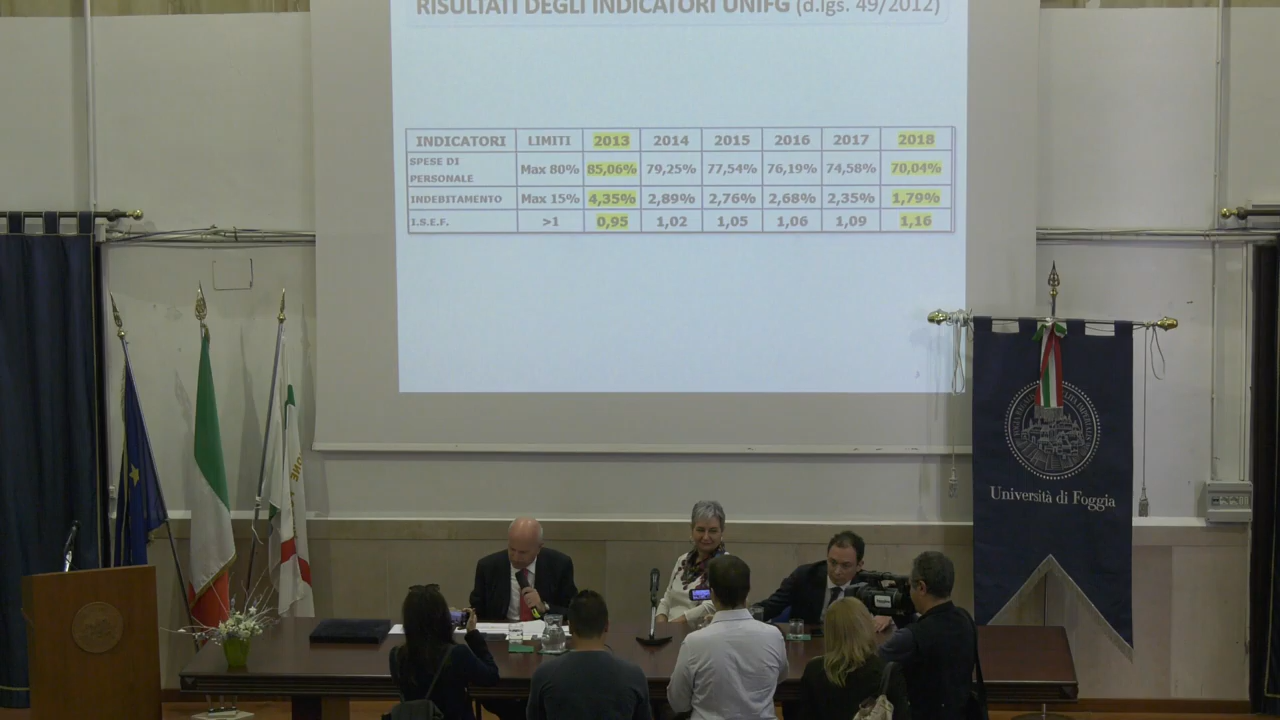 RISULTATI DEGLI INDICATORI UNIFG (d.lgs. 49/2012)
INDICATORI LIMITI 2013 2014 2015 2016 2017 2018
SPESE DI PERSONALE Max 80% 85,06% 79,25% 77,54% 76,19% 74,58% 70,04%
INDEBITAMENTO Max 15% 4,35% 2,89% 2,76% 2,68% 2,35% 1,79%
I.S.E.F. >1 0,95 1,02 1,05 1,06 1,09 1,16
Università di Foggia